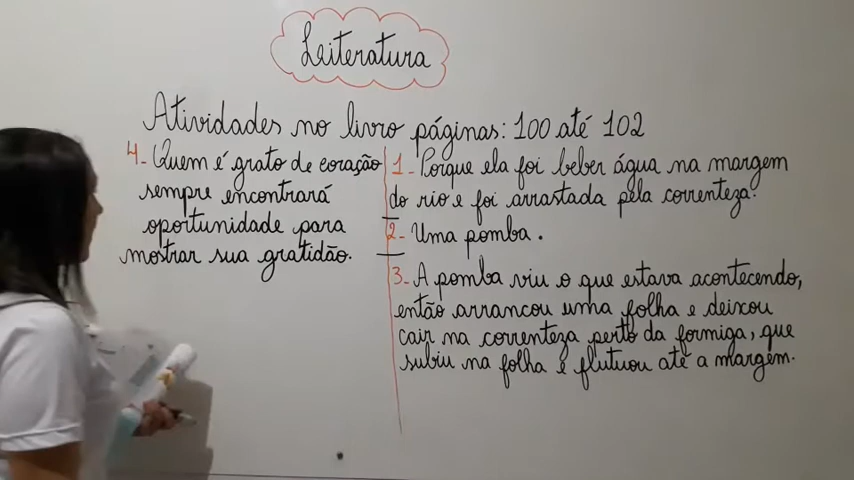 Leiteratura
Atividades no livro páginas: 100 até 102
1- Porque ela foi beber água na margem
do rio e foi arrastada pela correnteza.
2- Uma pomba.
3- A pomba viu o que estava acontecendo,
então arrancou uma folha e deixou
cair na correnteza perto da formiga, que
subiu na folha e flutuou até a margem.
4- Quem é grato de coração
sempre encontrará
oportunidade para
mostrar sua gratidão.